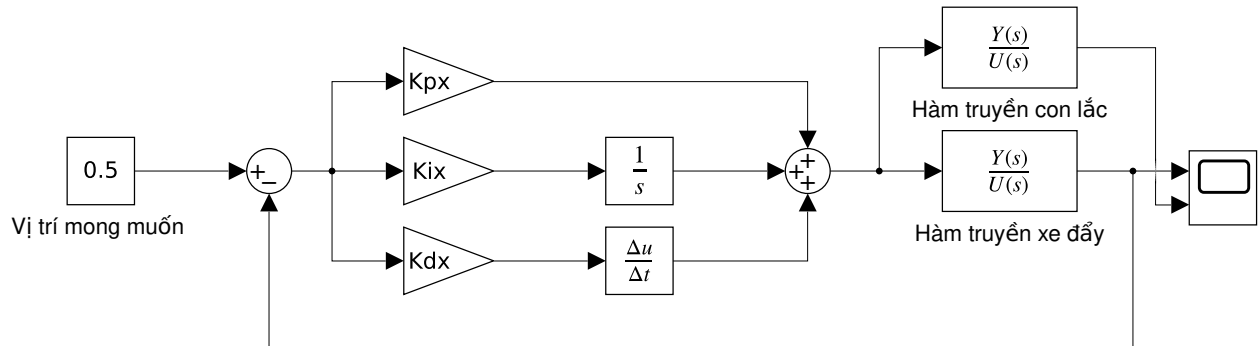 Y(s)
U(s)
Hàm truyền con lắc
Kpx
0.5
Vị trí mong muốn
+
−
Kix
1
s
+
+
+
Y(s)
U(s)
Hàm truyền xe đẩy
Kdx
Δu
Δt